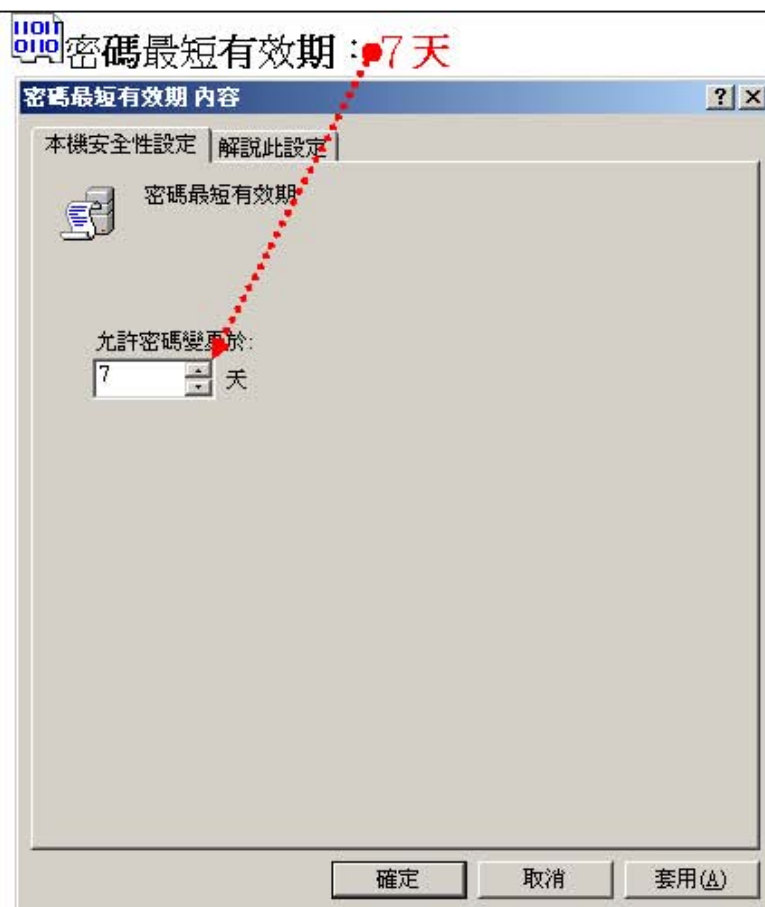 11011
0110
密碼最短有效期：7 天
密碼最短有效期 內容
本機安全性設定 解說此設定
密碼最短有效期
允許密碼變更於:
7 天
確定 取消 套用(A)